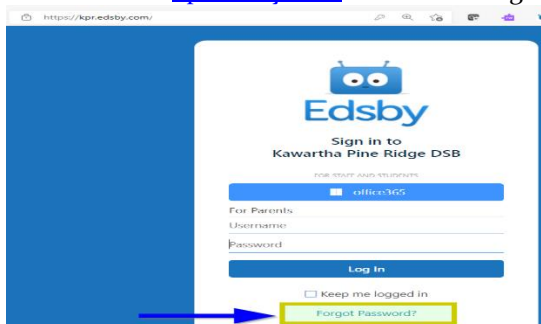 https://kpr.edsby.com/
Edsby
Sign in to
Kawartha Pine Ridge DSB
FOR STAFF AND STUDENTS
office365
For Parents
Username
Password
Log In
Keep me logged in
Forgot Password?